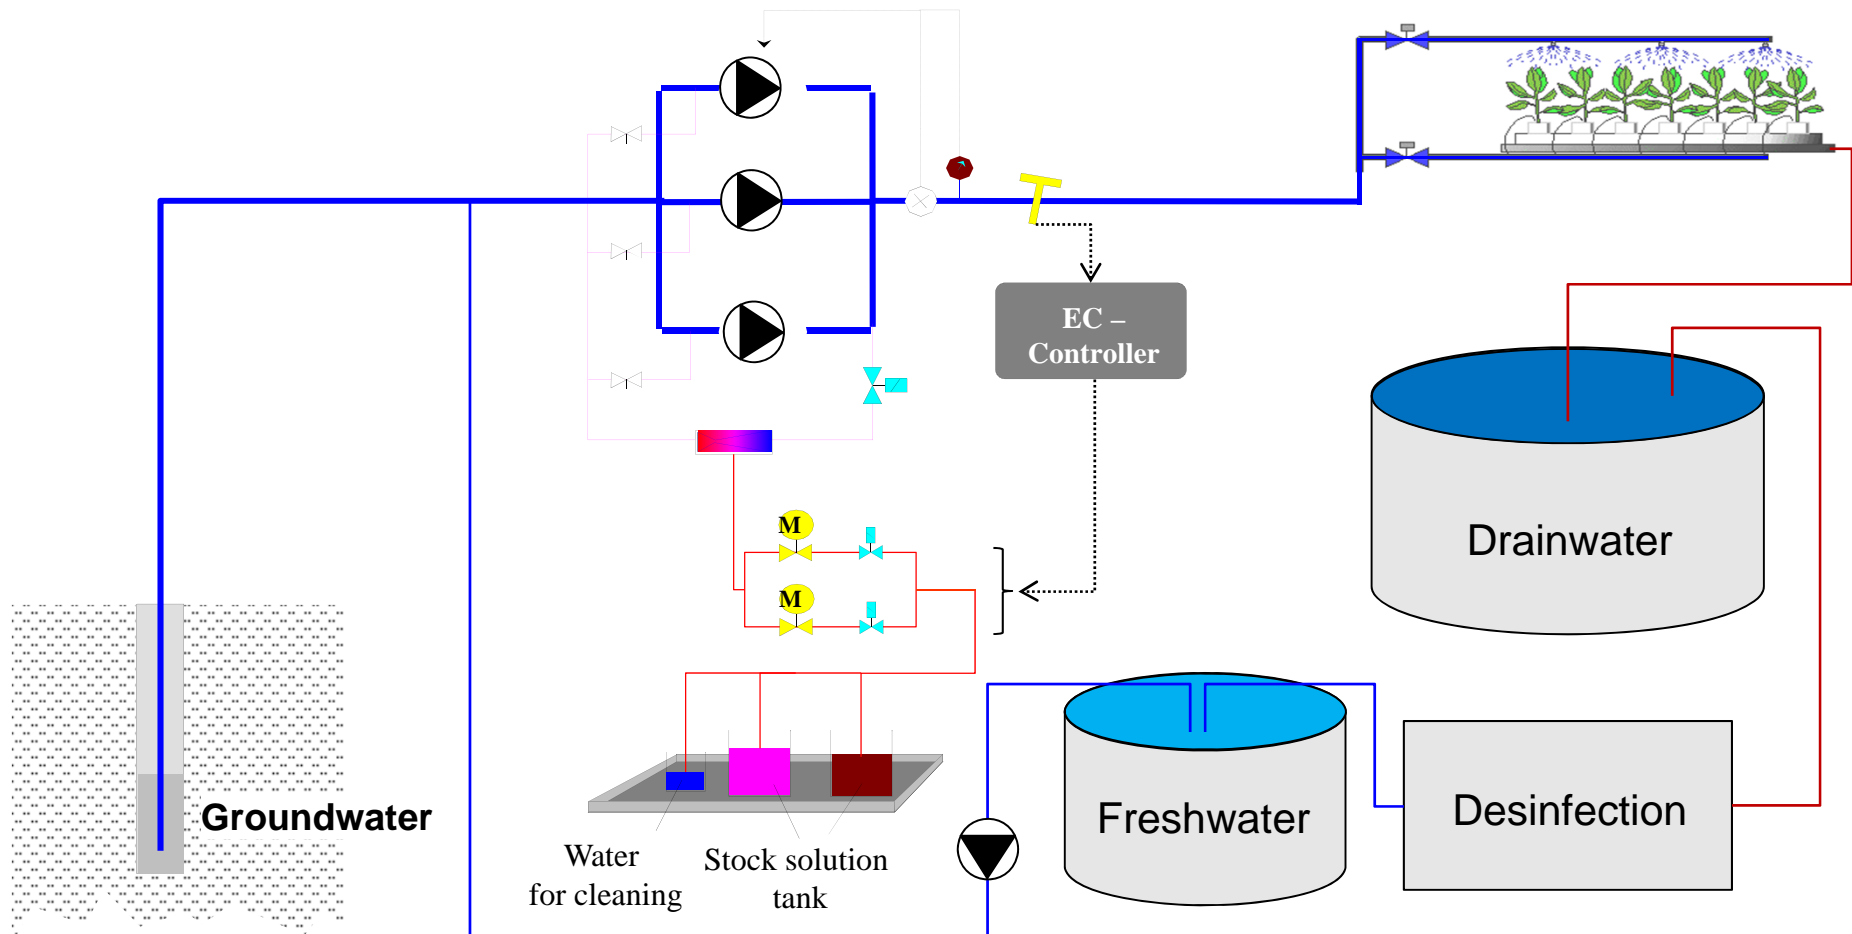 EC –
Controller
M
M
Drainwater
Groundwater
Freshwater
Desinfection
Water
for cleaning
Stock solution
tank